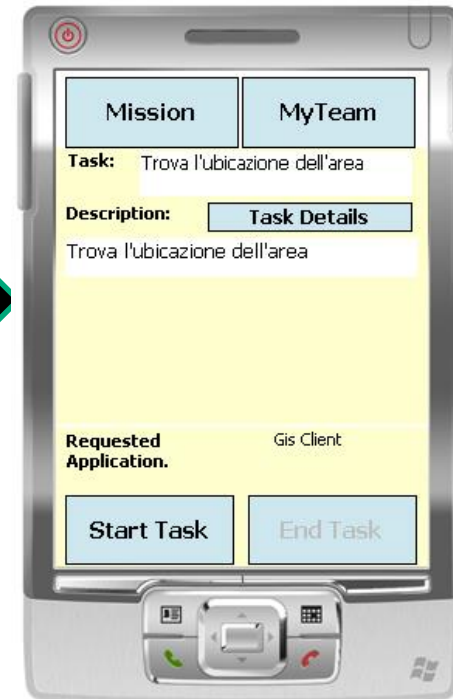 Mission
MyTeam
Task: Trova l'ubicazione dell'area
Description: Task Details
Trova l'ubicazione dell'area
Requested Gis Client
Application.
Start Task
End Task